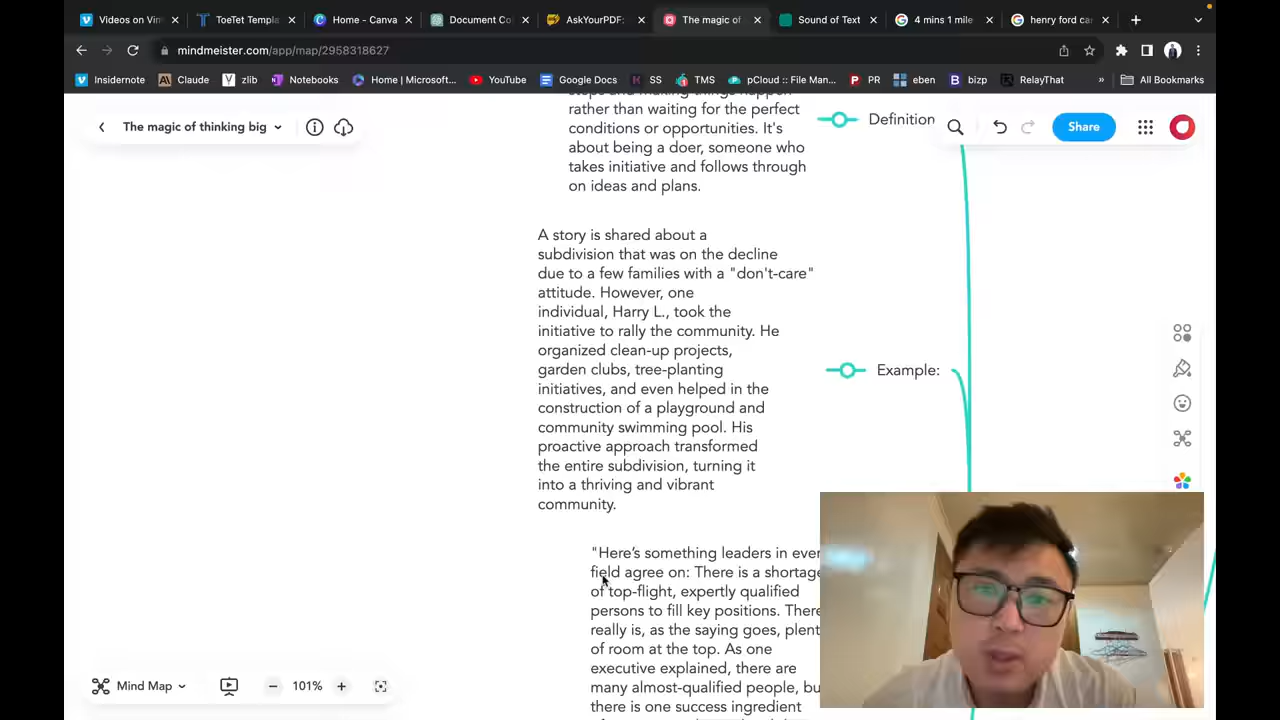 Videos on Vim
ToeTet Templa
Home - Canva
Document Co
AskYourPDF:
The magic of
Sound of Text
4 mins 1 mile
henry ford ca
mindmeister.com/app/map/2958318627
Insidernote
Claude
zlib
Notebooks
Home | Microsoft...
YouTube
Google Docs
SS
TMS
pCloud :: File Man...
PR
eben
bizp
RelayThat
»
All Bookmarks
The magic of thinking big
Share
rather than waiting for the perfect
conditions or opportunities. It's
about being a doer, someone who
takes initiative and follows through
on ideas and plans.
Definition
A story is shared about a
subdivision that was on the decline
due to a few families with a "don't-care"
attitude. However, one
individual, Harry L., took the
initiative to rally the community. He
organized clean-up projects,
garden clubs, tree-planting
initiatives, and even helped in the
construction of a playground and
community swimming pool. His
proactive approach transformed
the entire subdivision, turning it
into a thriving and vibrant
community.
Example:
"Here's something leaders in ever
field agree on: There is a shortage
of top-flight, expertly qualified
persons to fill key positions. There
really is, as the saying goes, plent
of room at the top. As one
executive explained, there are
many almost-qualified people, bu
there is one success ingredient
Mind Map
101%